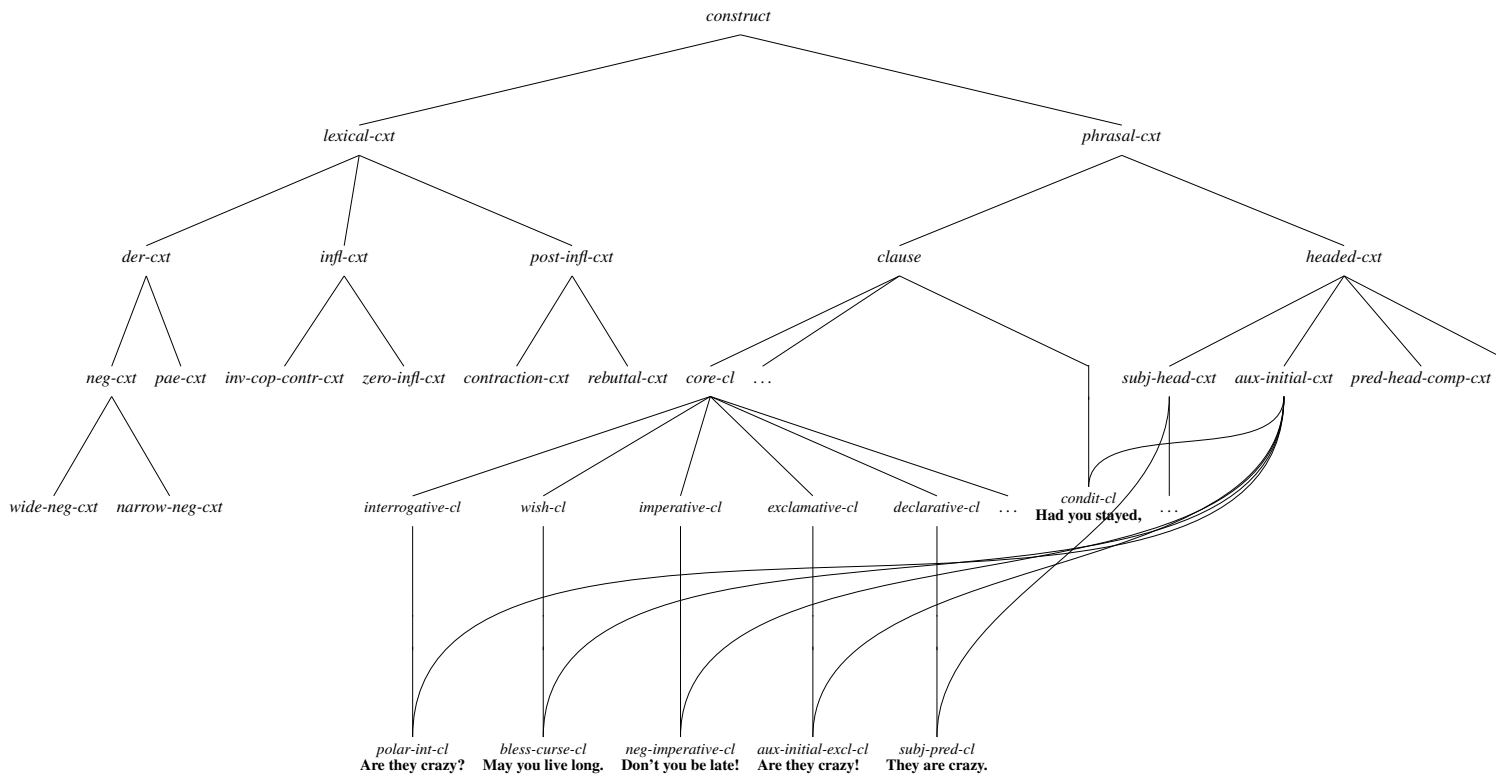 construct
lexical-cxt phrasal-cxt
der-cxt infl-cxt post-infl-cxt clause headed-cxt
neg-cxt pae-cxt inv-cop-contr-cxt zero-infl-cxt contraction-cxt rebuttal-cxt core-cl ... subj-head-cxt aux-initial-cxt pred-head-comp-cxt
wide-neg-cxt narrow-neg-cxt interrogative-cl wish-cl imperative-cl exclamative-cl declarative-cl ... condit-cl ...
Had you stayed,
polar-int-cl bless-curse-cl neg-imperative-cl aux-initial-excl-cl subj-pred-cl
Are they crazy? May you live long. Don't you be late! Are they crazy! They are crazy.